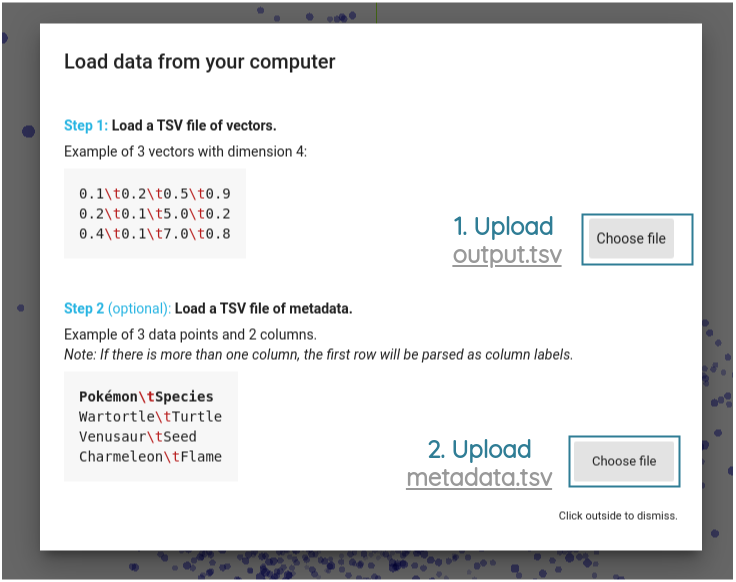 Load data from your computer
Step 1: Load a TSV file of vectors.
Example of 3 vectors with dimension 4:
0.1\t0.2\t0.5\t0.9
0.2\t0.1\t5.0\t0.2
0.4\t0.1\t7.0\t0.8
1. Upload
output.tsv
Choose file
Step 2 (optional): Load a TSV file of metadata.
Example of 3 data points and 2 columns.
Note: If there is more than one column, the first row will be parsed as column labels.
Pokémon\tSpecies
Wartortle\tTurtle
Venusaur\tSeed
Charmeleon\tFlame
2. Upload
metadata.tsv
Choose file
Click outside to dismiss.